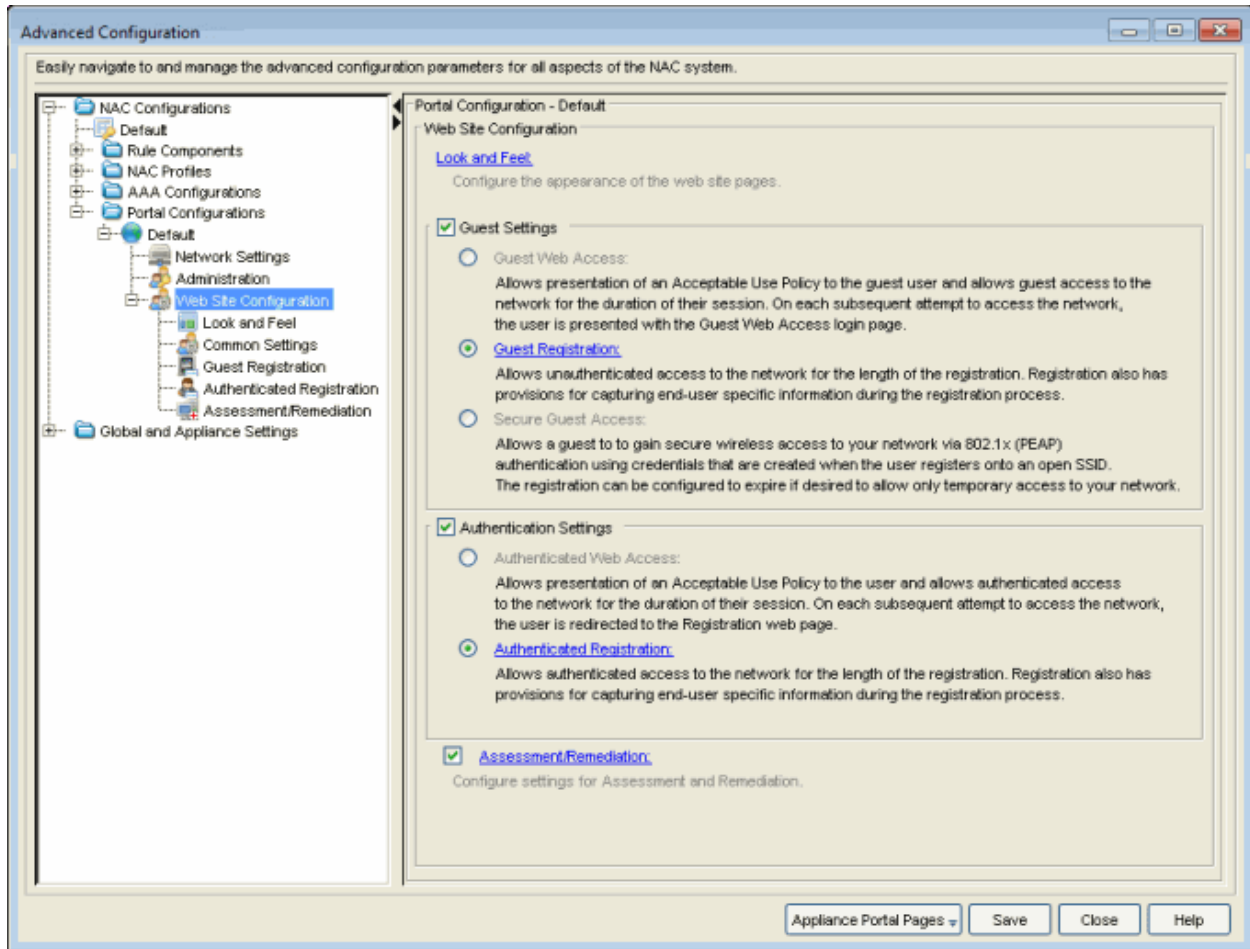 Advanced Configuration
Easily navigate to and manage the advanced configuration parameters for all aspects of the NAC system.
NAC Configurations
Default
Rule Components
NAC Profiles
AAA Configurations
Portal Configurations
Default
Network Settings
Administration
Web Site Configuration
Look and Feel
Common Settings
Guest Registration
Authenticated Registration
Assessment/Remediation
Global and Appliance Settings
Portal Configuration - Default
Web Site Configuration
Look and Feel:
Configure the appearance of the web site pages.
Guest Settings
Guest Web Access:
Allows presentation of an Acceptable Use Policy to the guest user and allows guest access to the
network for the duration of their session. On each subsequent attempt to access the network,
the user is presented with the Guest Web Access login page.
Guest Registration:
Allows unauthenticated access to the network for the length of the registration. Registration also has
provisions for capturing end-user specific information during the registration process.
Secure Guest Access:
Allows a guest to to gain secure wireless access to your network via 802.1x (PEAP)
authentication using credentials that are created when the user registers onto an open SSID.
The registration can be configured to expire if desired to allow only temporary access to your network.
Authentication Settings
Authenticated Web Access:
Allows presentation of an Acceptable Use Policy to the user and allows authenticated access
to the network for the duration of their session. On each subsequent attempt to access the network,
the user is redirected to the Registration web page.
Authenticated Registration:
Allows authenticated access to the network for the length of the registration. Registration also has
provisions for capturing end-user specific information during the registration process.
Assessment/Remediation:
Configure settings for Assessment and Remediation.
Appliance Portal Pages
Save
Close
Help